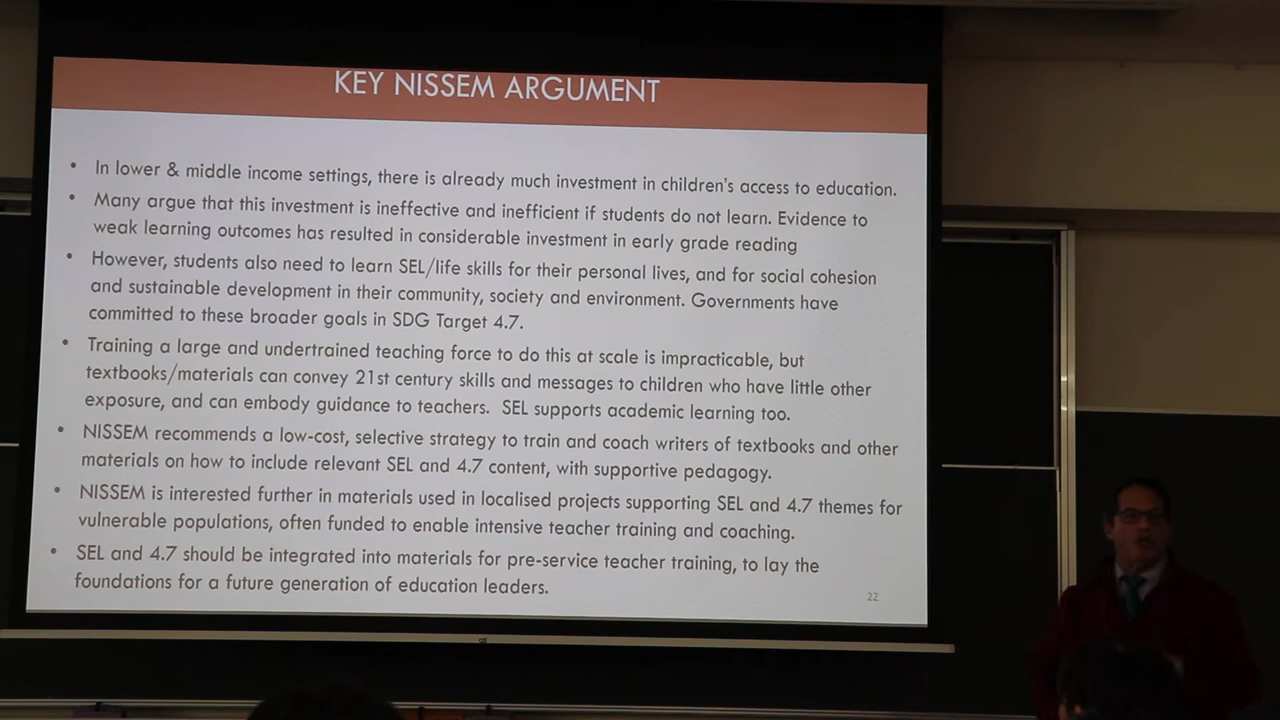 KEY NISSEM ARGUMENT
• In lower & middle income settings, there is already much investment in children's access to education.
• Many argue that this investment is ineffective and inefficient if students do not learn. Evidence to
weak learning outcomes has resulted in considerable investment in early grade reading
• However, students also need to learn SEL/life skills for their personal lives, and for social cohesion
and sustainable development in their community, society and environment. Governments have
committed to these broader goals in SDG Target 4.7.
• Training a large and undertrained teaching force to do this at scale is impracticable, but
textbooks/materials can convey 21st century skills and messages to children who have little other
exposure, and can embody guidance to teachers. SEL supports academic learning too.
• NISSEM recommends a low-cost, selective strategy to train and coach writers of textbooks and other
materials on how to include relevant SEL and 4.7 content, with supportive pedagogy.
• NISSEM is interested further in materials used in localised projects supporting SEL and 4.7 themes for
vulnerable populations, often funded to enable intensive teacher training and coaching.
• SEL and 4.7 should be integrated into materials for pre-service teacher training, to lay the
foundations for a future generation of education leaders.
22